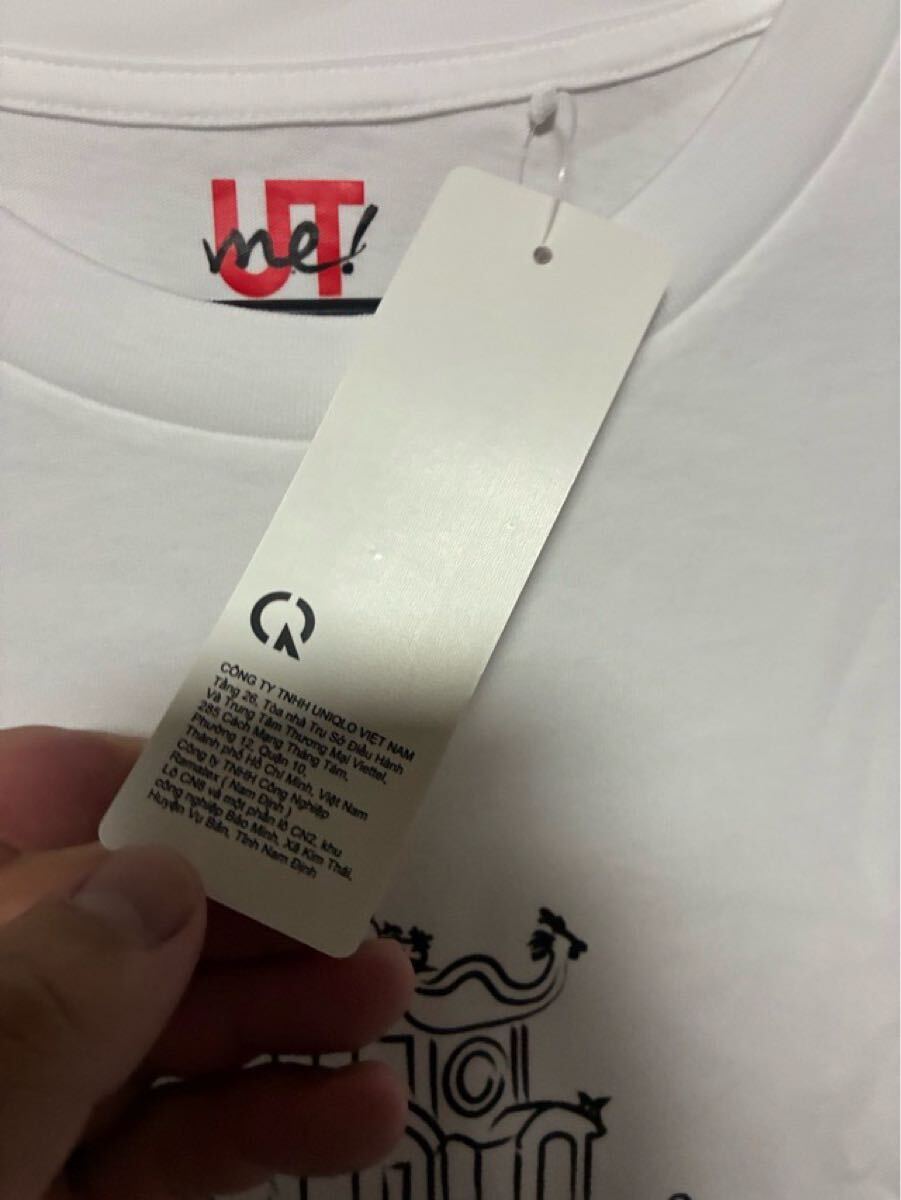 UT
me!
CÔNG TY TNHH UNIQLO VIỆT NAM
Tầng 26, Tòa nhà Trụ Sở Điều Hành
Và Trung Tâm Thương Mại Viettel,
285 Cách Mạng Tháng Tám,
Phường 12, Quận 10,
Thành phố Hồ Chí Minh, Việt Nam
Công ty TNHH Công Nghiệp
Ramatex ( Nam Định )
Lô CN8 và một phần lô CN2, khu
công nghiệp Bảo Minh, Xã Kim Thái,
Huyện Vụ Bản, Tỉnh Nam Định